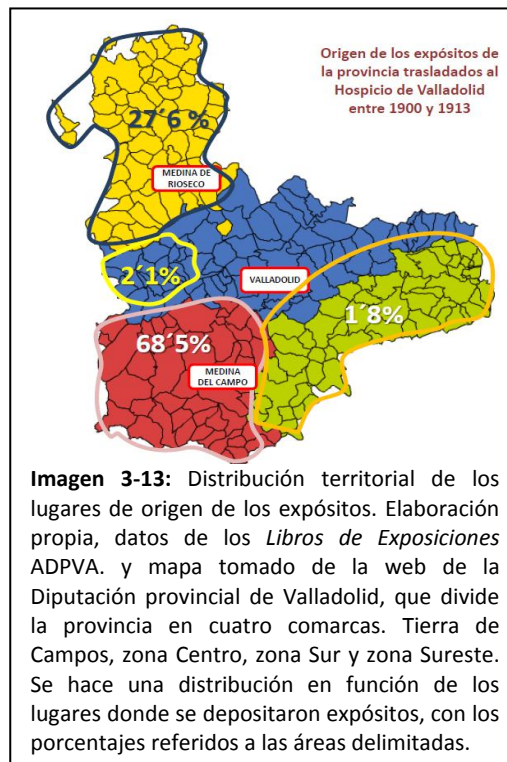 Origen de los expósitos de
la provincia trasladados al
Hospicio de Valladolid
entre 1900 y 1913
27´6 %
MEDINA DE
RIOSECO
2´1%
VALLADOLID
1´8%
68´5%
MEDINA
DEL CAMPO
Imagen 3-13: Distribución territorial de los
lugares de origen de los expósitos. Elaboración
propia, datos de los Libros de Exposiciones
ADPVA. y mapa tomado de la web de la
Diputación provincial de Valladolid, que divide
la provincia en cuatro comarcas. Tierra de
Campos, zona Centro, zona Sur y zona Sureste.
Se hace una distribución en función de los
lugares donde se depositaron expósitos, con los
porcentajes referidos a las áreas delimitadas.